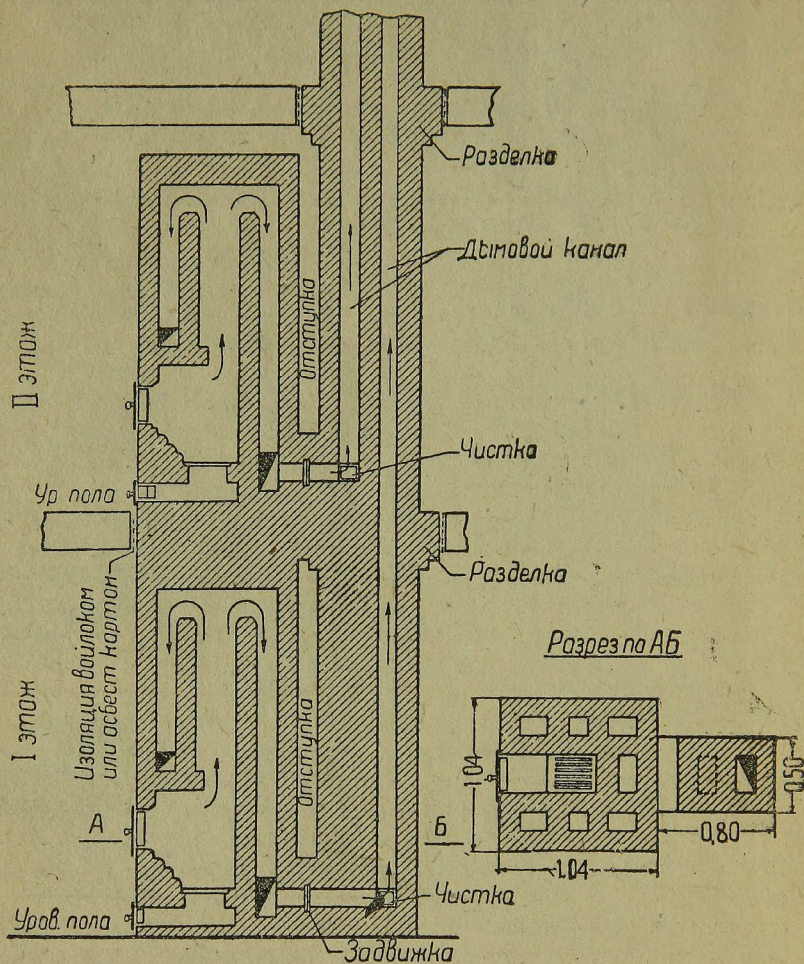 Разделка
Дымовой канал
II этаж
Отступка
Чистка
Ур пола
Разделка
Изоляция войлоком
или асбест картон
I этаж
Отступка
Разрез по АБ
А
Б
1.04
0,50
0,80
1.04
Чистка
Уров. пола
Задвижка